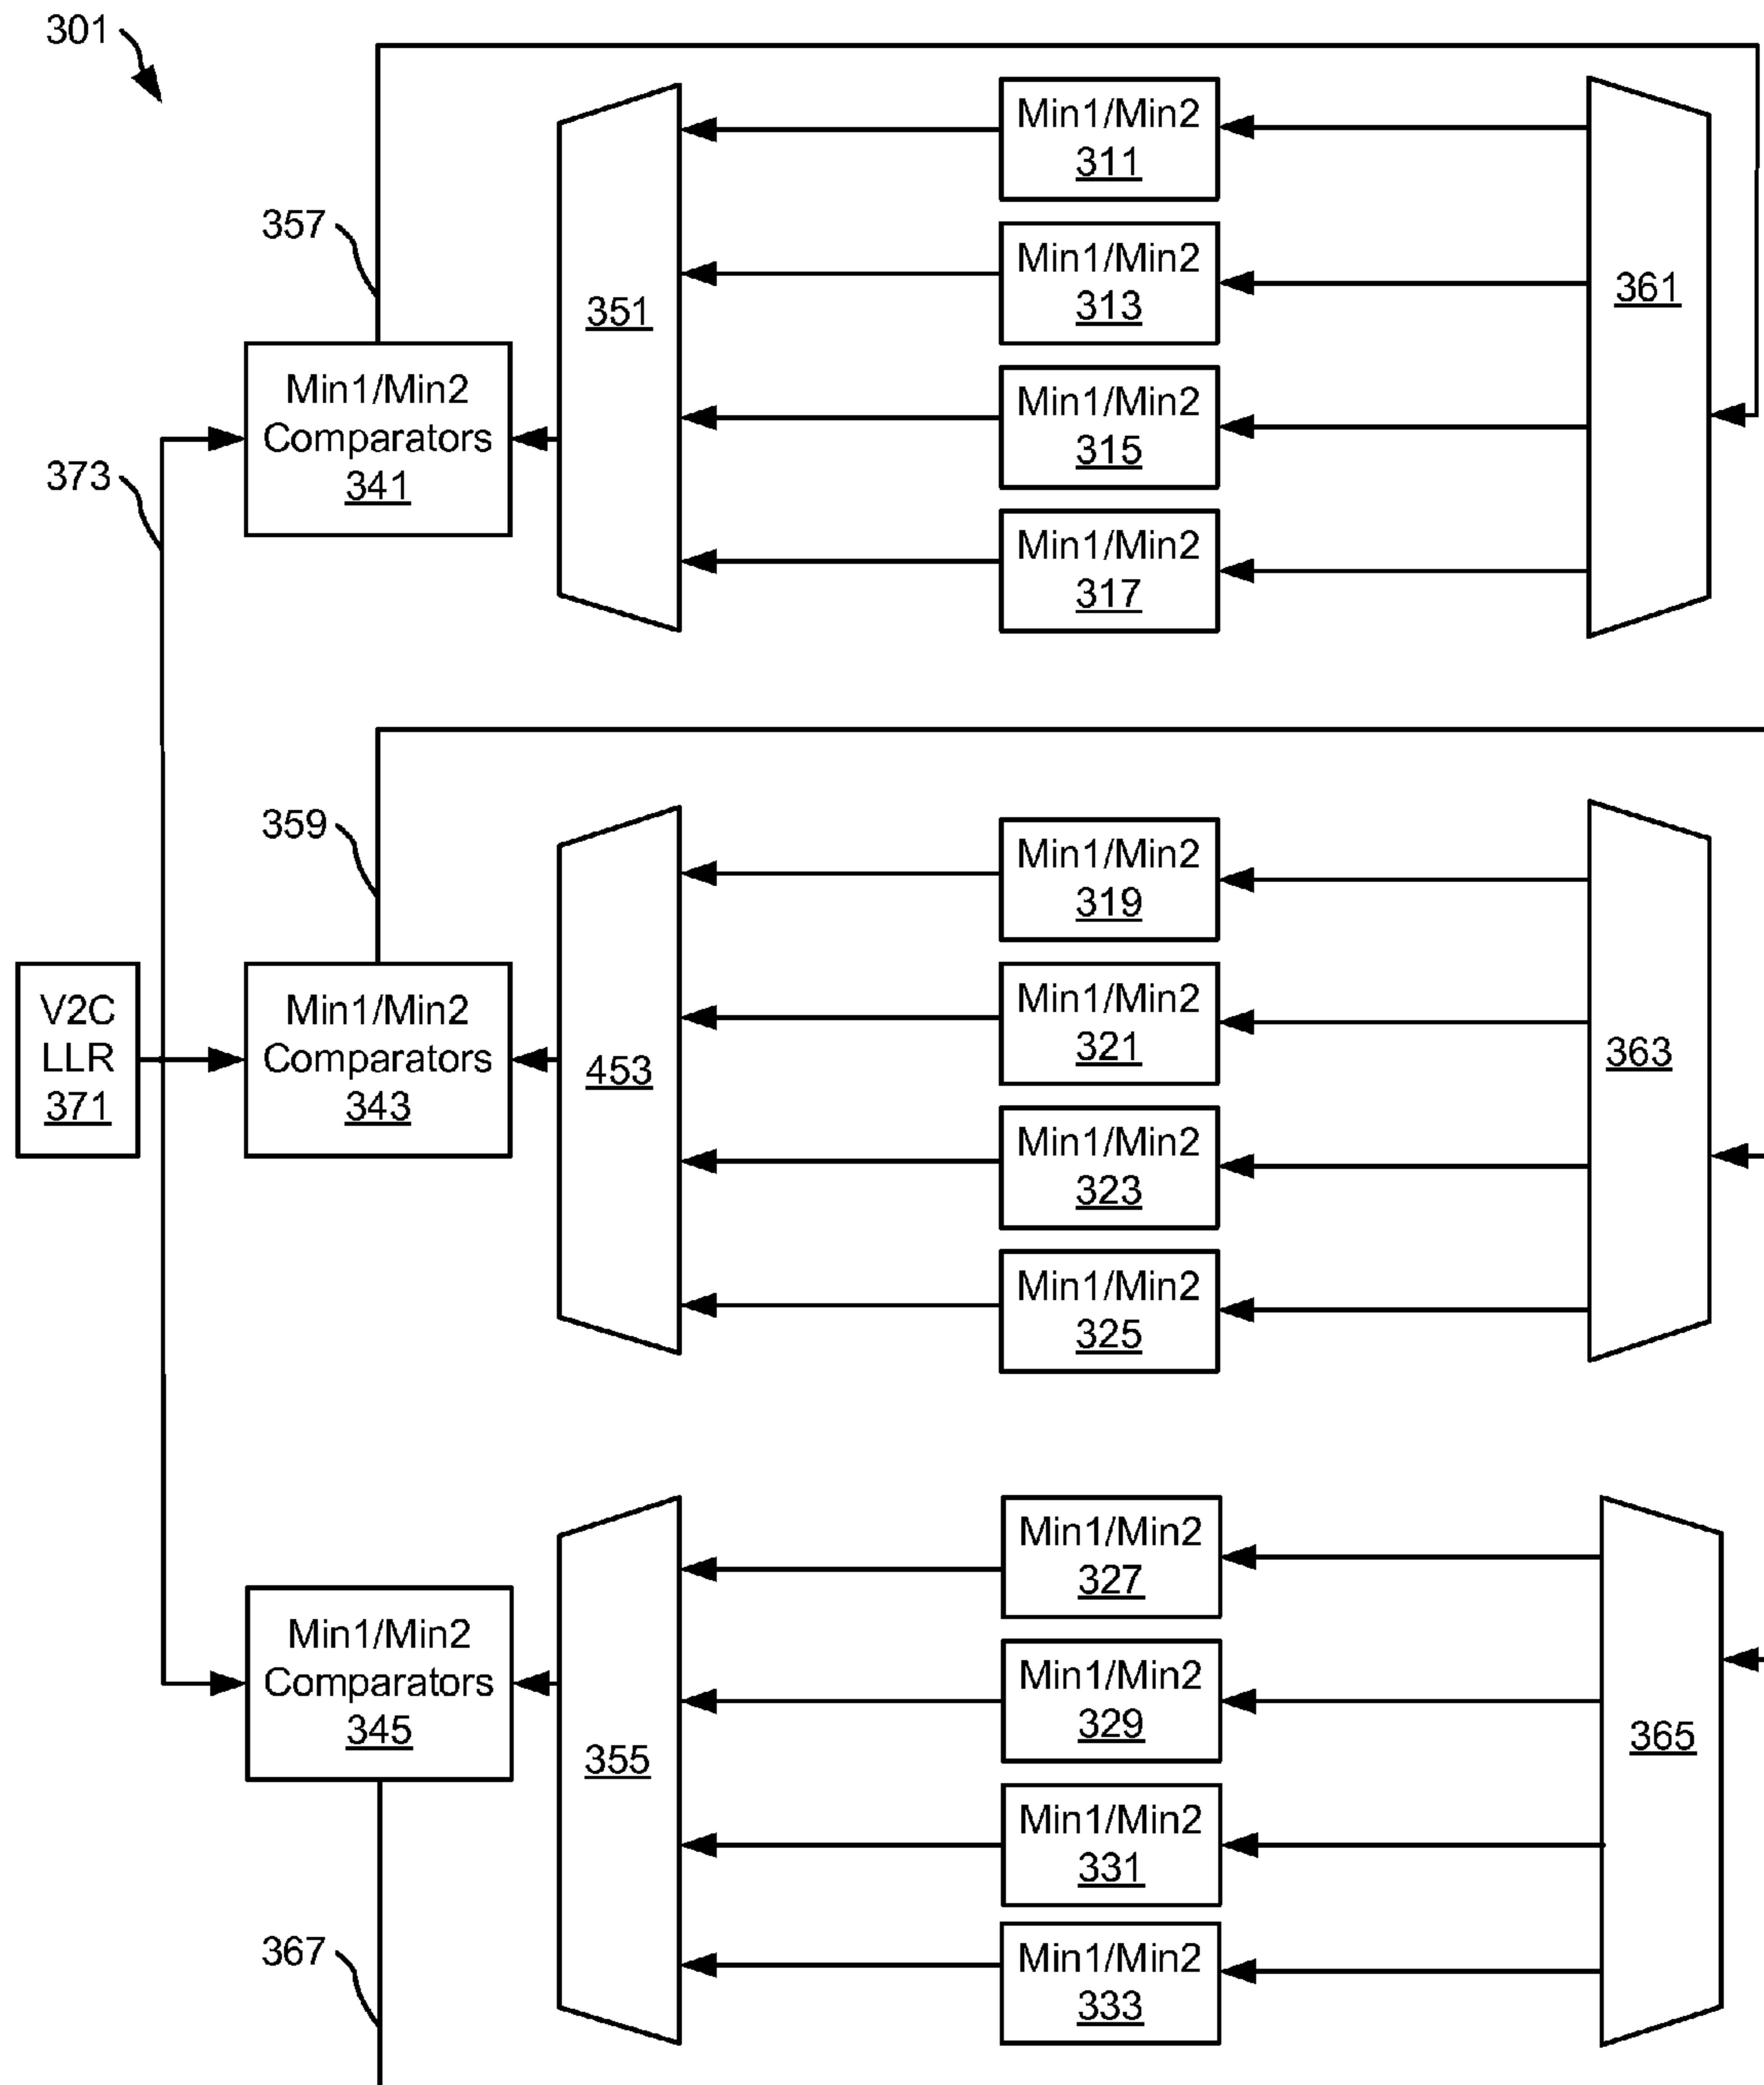 301
Min1/Min2
311
357
Min1/Min2
313
361
351
Min1/Min2
Comparators
341
Min1/Min2
315
373
Min1/Min2
317
359
Min1/Min2
319
V2C
LLR
371
Min1/Min2
Comparators
343
453
Min1/Min2
321
363
Min1/Min2
323
Min1/Min2
325
Min1/Min2
327
Min1/Min2
Comparators
345
355
Min1/Min2
329
365
Min1/Min2
331
367
Min1/Min2
333